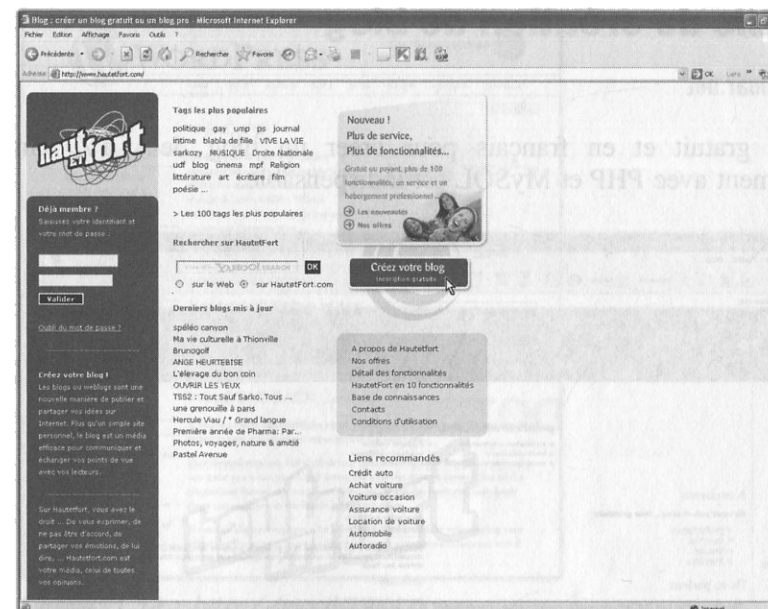 Blog : créer un blog gratuit ou un blog pro - Microsoft Internet Explorer
Fichier Edition Affichage Favoris Outils ?
Précédente Rechercher Favoris
Adresse http://www.hautetfort.com/ OK Liens
haut ET fort
Déjà membre ?
Saisissez votre identifiant et
votre mot de passe :
Valider
Oubli du mot de passe ?
Créez votre blog !
Les blogs ou weblogs sont une
nouvelle manière de publier et
partager vos idées sur
Internet. Plus qu'un simple site
personnel, le blog est un média
efficace pour communiquer et
échanger vos points de vue
avec vos lecteurs.
Sur Hautetfort, vous avez le
droit ... De vous exprimer, de
ne pas être d'accord, de
partager vos émotions, de lui
dire, ... Hautetfort.com est
votre média, celui de toutes
vos opinions.
Tags les plus populaires
politique gay ump ps journal
intime blabla de fille VIVE LA VIE
sarkozy MUSIQUE Droite Nationale
udf blog cinema mpf Religion
littérature art écriture film
poésie ...
> Les 100 tags les plus populaires
Rechercher sur HautetFort
OK
sur le Web sur HautetFort.com
Derniers blogs mis à jour
spéléo canyon
Ma vie culturelle à Thionville
Brunogolf
ANGE HEURTEBISE
L'élevage du bon coin
OUVRIR LES YEUX
TSS2 : Tout Sauf Sarko. Tous ...
une grenouille à paris
Hercule Viau / * Grand langue
Première année de Pharma: Par...
Photos, voyages, nature & amitié
Pastel Avenue
Nouveau !
Plus de service,
Plus de fonctionnalités...
Gratuit ou payant, plus de 100
fonctionnalités, un service et un
hébergement professionnel ...
Les nouveautés
Nos offres
Créez votre blog
Inscription gratuite
A propos de Hautetfort
Nos offres
Détail des fonctionnalités
HautetFort en 10 fonctionnalités
Base de connaissances
Contacts
Conditions d'utilisation
Liens recommandés
Crédit auto
Achat voiture
Voiture occasion
Assurance voiture
Location de voiture
Automobile
Autoradio
Internet